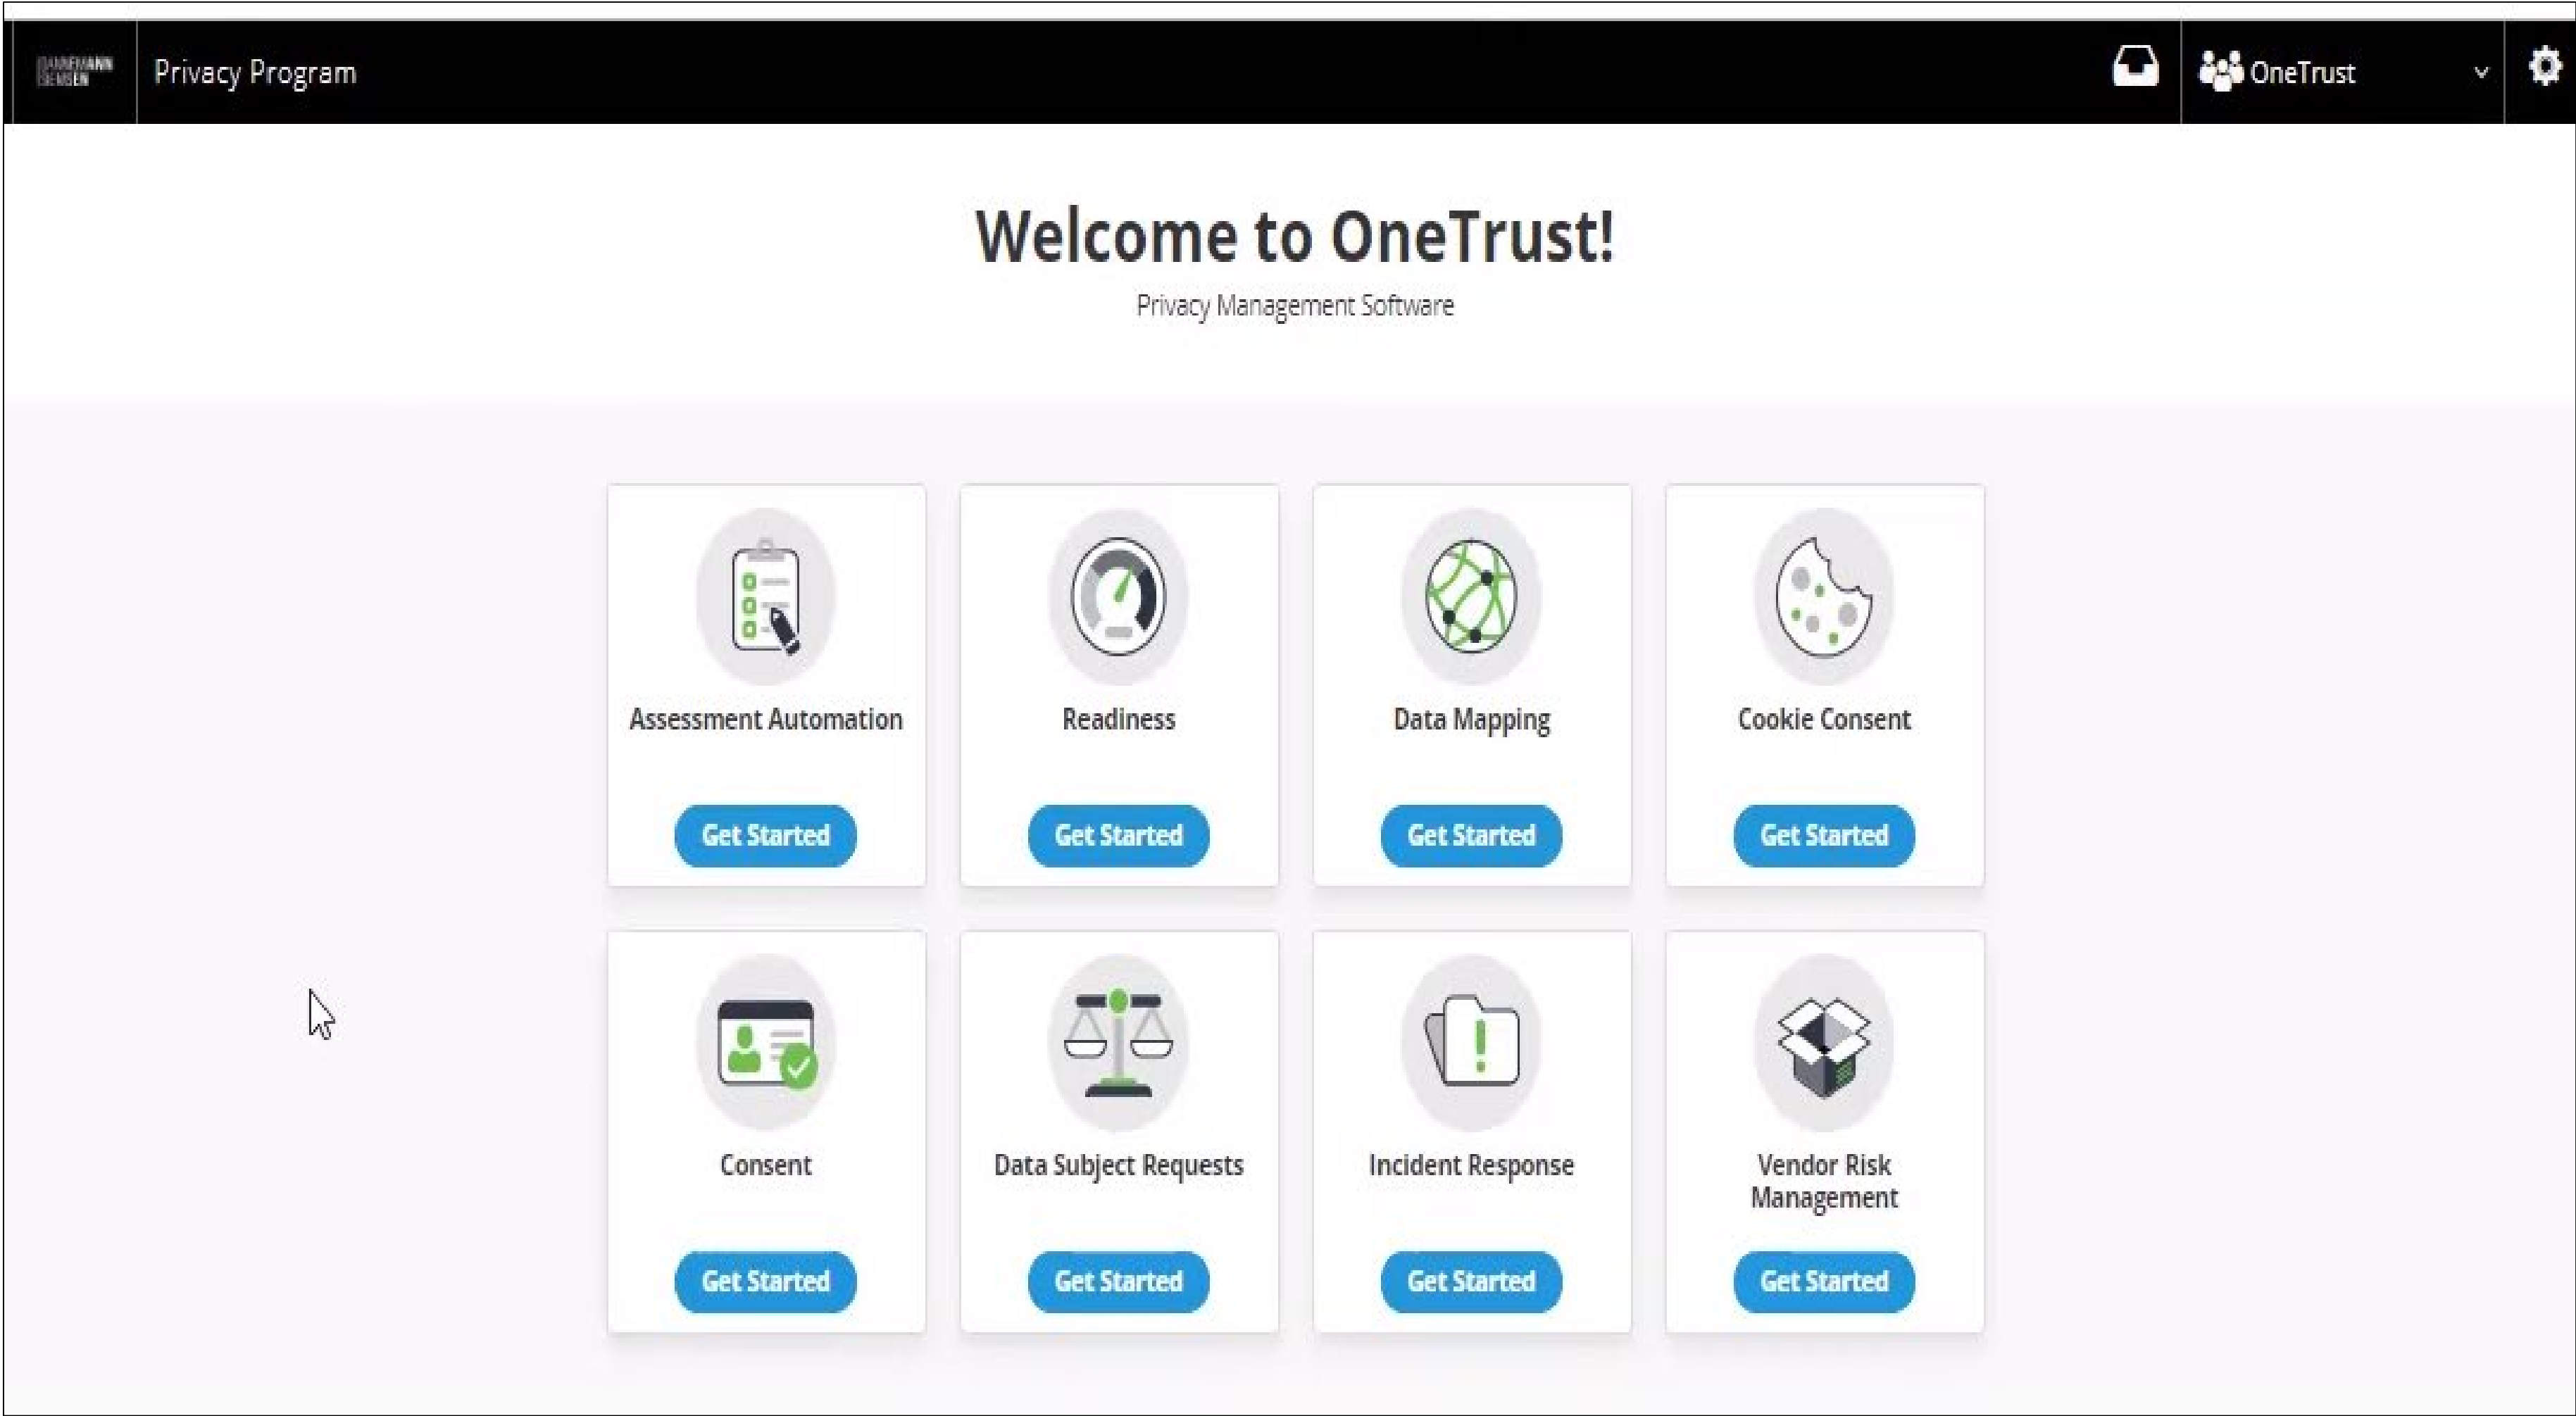 DANNEMANN
SIEMSEN
Privacy Program
OneTrust
Welcome to OneTrust!
Privacy Management Software
Assessment Automation
Readiness
Data Mapping
Cookie Consent
Get Started
Get Started
Get Started
Get Started
Consent
Data Subject Requests
Incident Response
Vendor Risk
Management
Get Started
Get Started
Get Started
Get Started